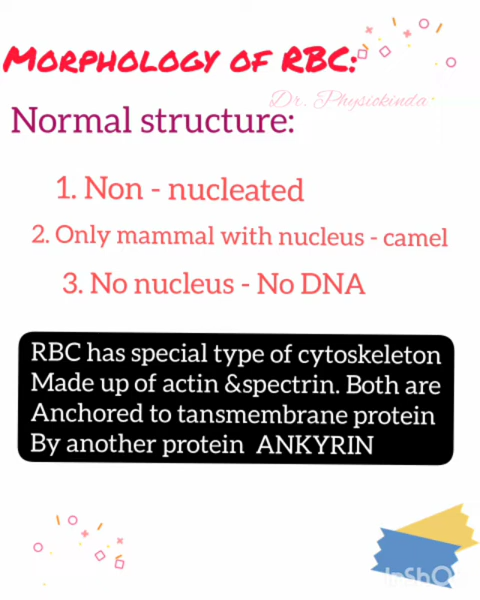 MORPHOLOGY OF RBC:
Dr. Physickinda
Normal structure:
1. Non - nucleated
2. Only mammal with nucleus - camel
3. No nucleus - No DNA
RBC has special type of cytoskeleton
Made up of actin &spectrin. Both are
Anchored to tansmembrane protein
By another protein ANKYRIN
InShO